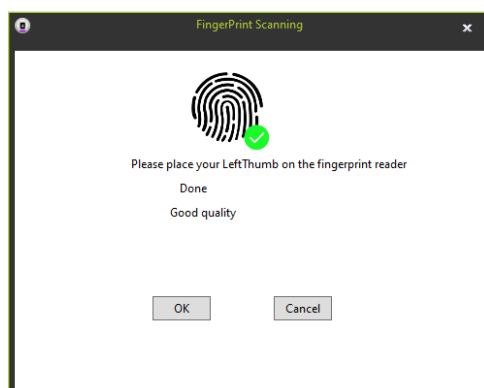 FingerPrint Scanning
Please place your LeftThumb on the fingerprint reader
Done
Good quality
OK
Cancel